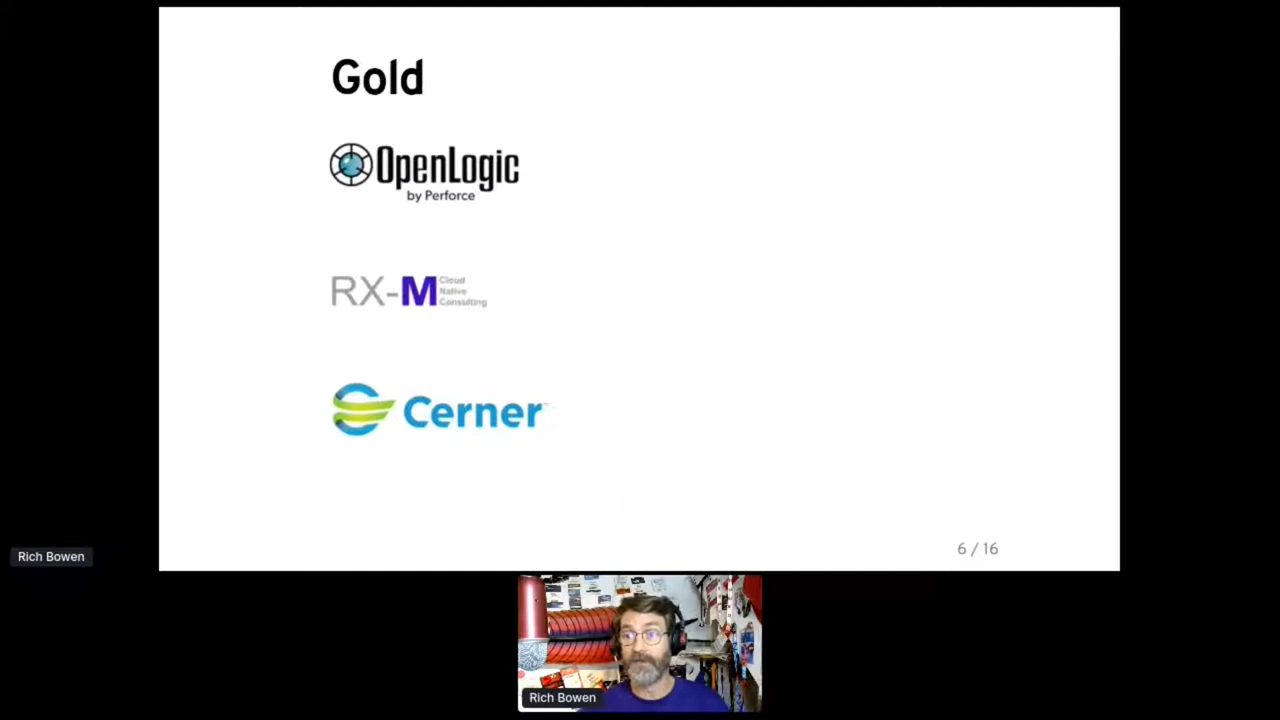 Gold
OpenLogic
by Perforce
RX-M
Cloud
Native
Consulting
Cerner
6 / 16
Rich Bowen
Rich Bowen